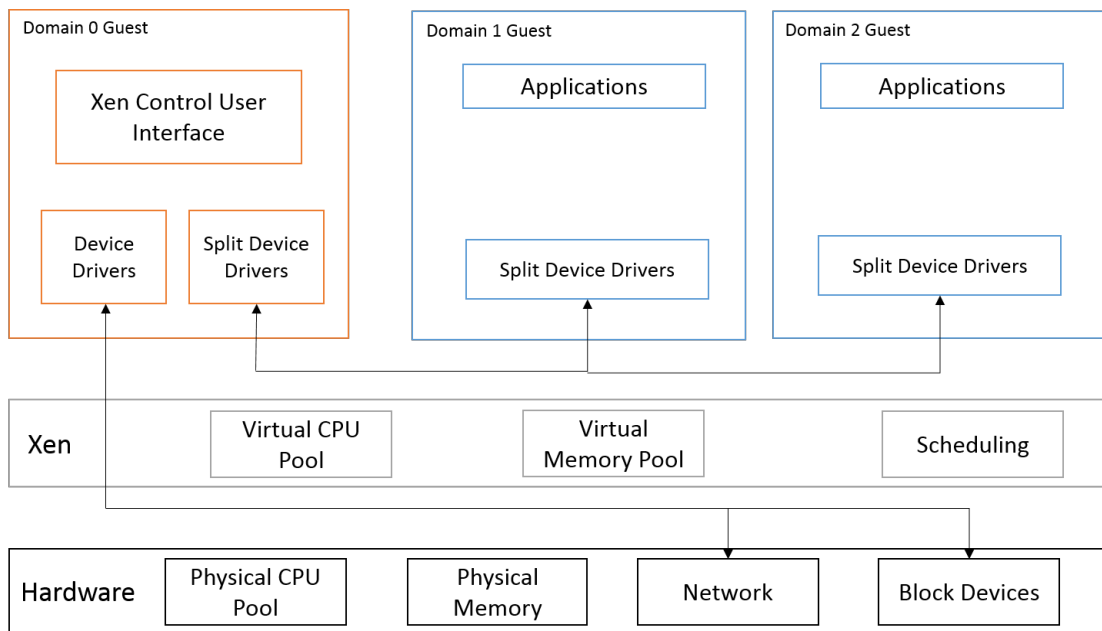 Domain 0 Guest
Xen Control User
Interface
Device
Drivers
Split Device
Drivers
Domain 1 Guest
Applications
Split Device Drivers
Domain 2 Guest
Applications
Split Device Drivers
Xen
Virtual CPU
Pool
Virtual
Memory Pool
Scheduling
Hardware
Physical CPU
Pool
Physical
Memory
Network
Block Devices